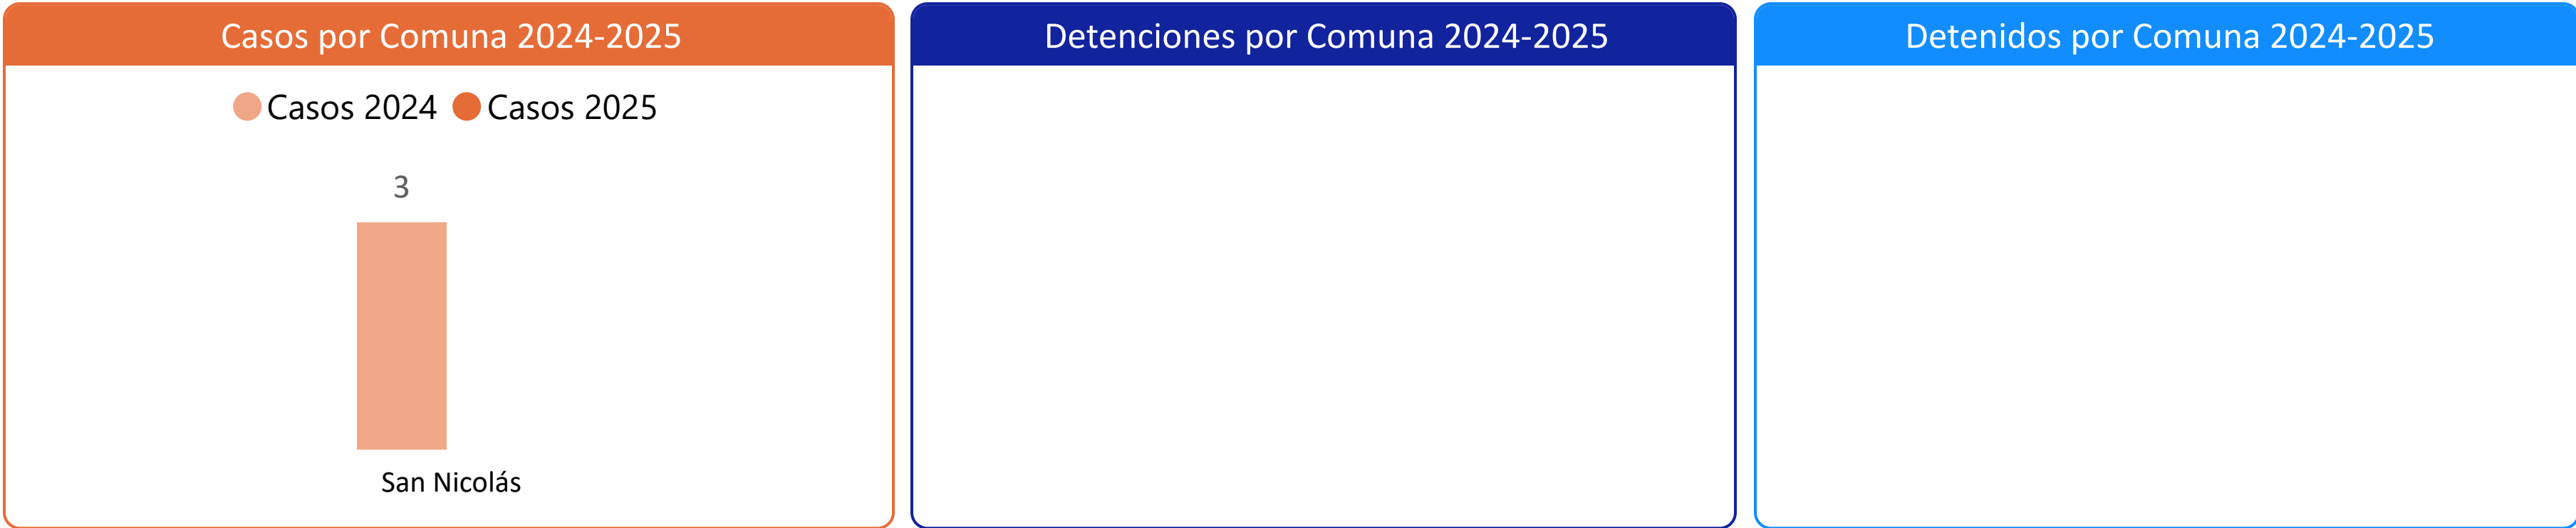 Casos por Comuna 2024-2025
Casos 2024 Casos 2025
3
San Nicolás
Detenciones por Comuna 2024-2025
Detenidos por Comuna 2024-2025